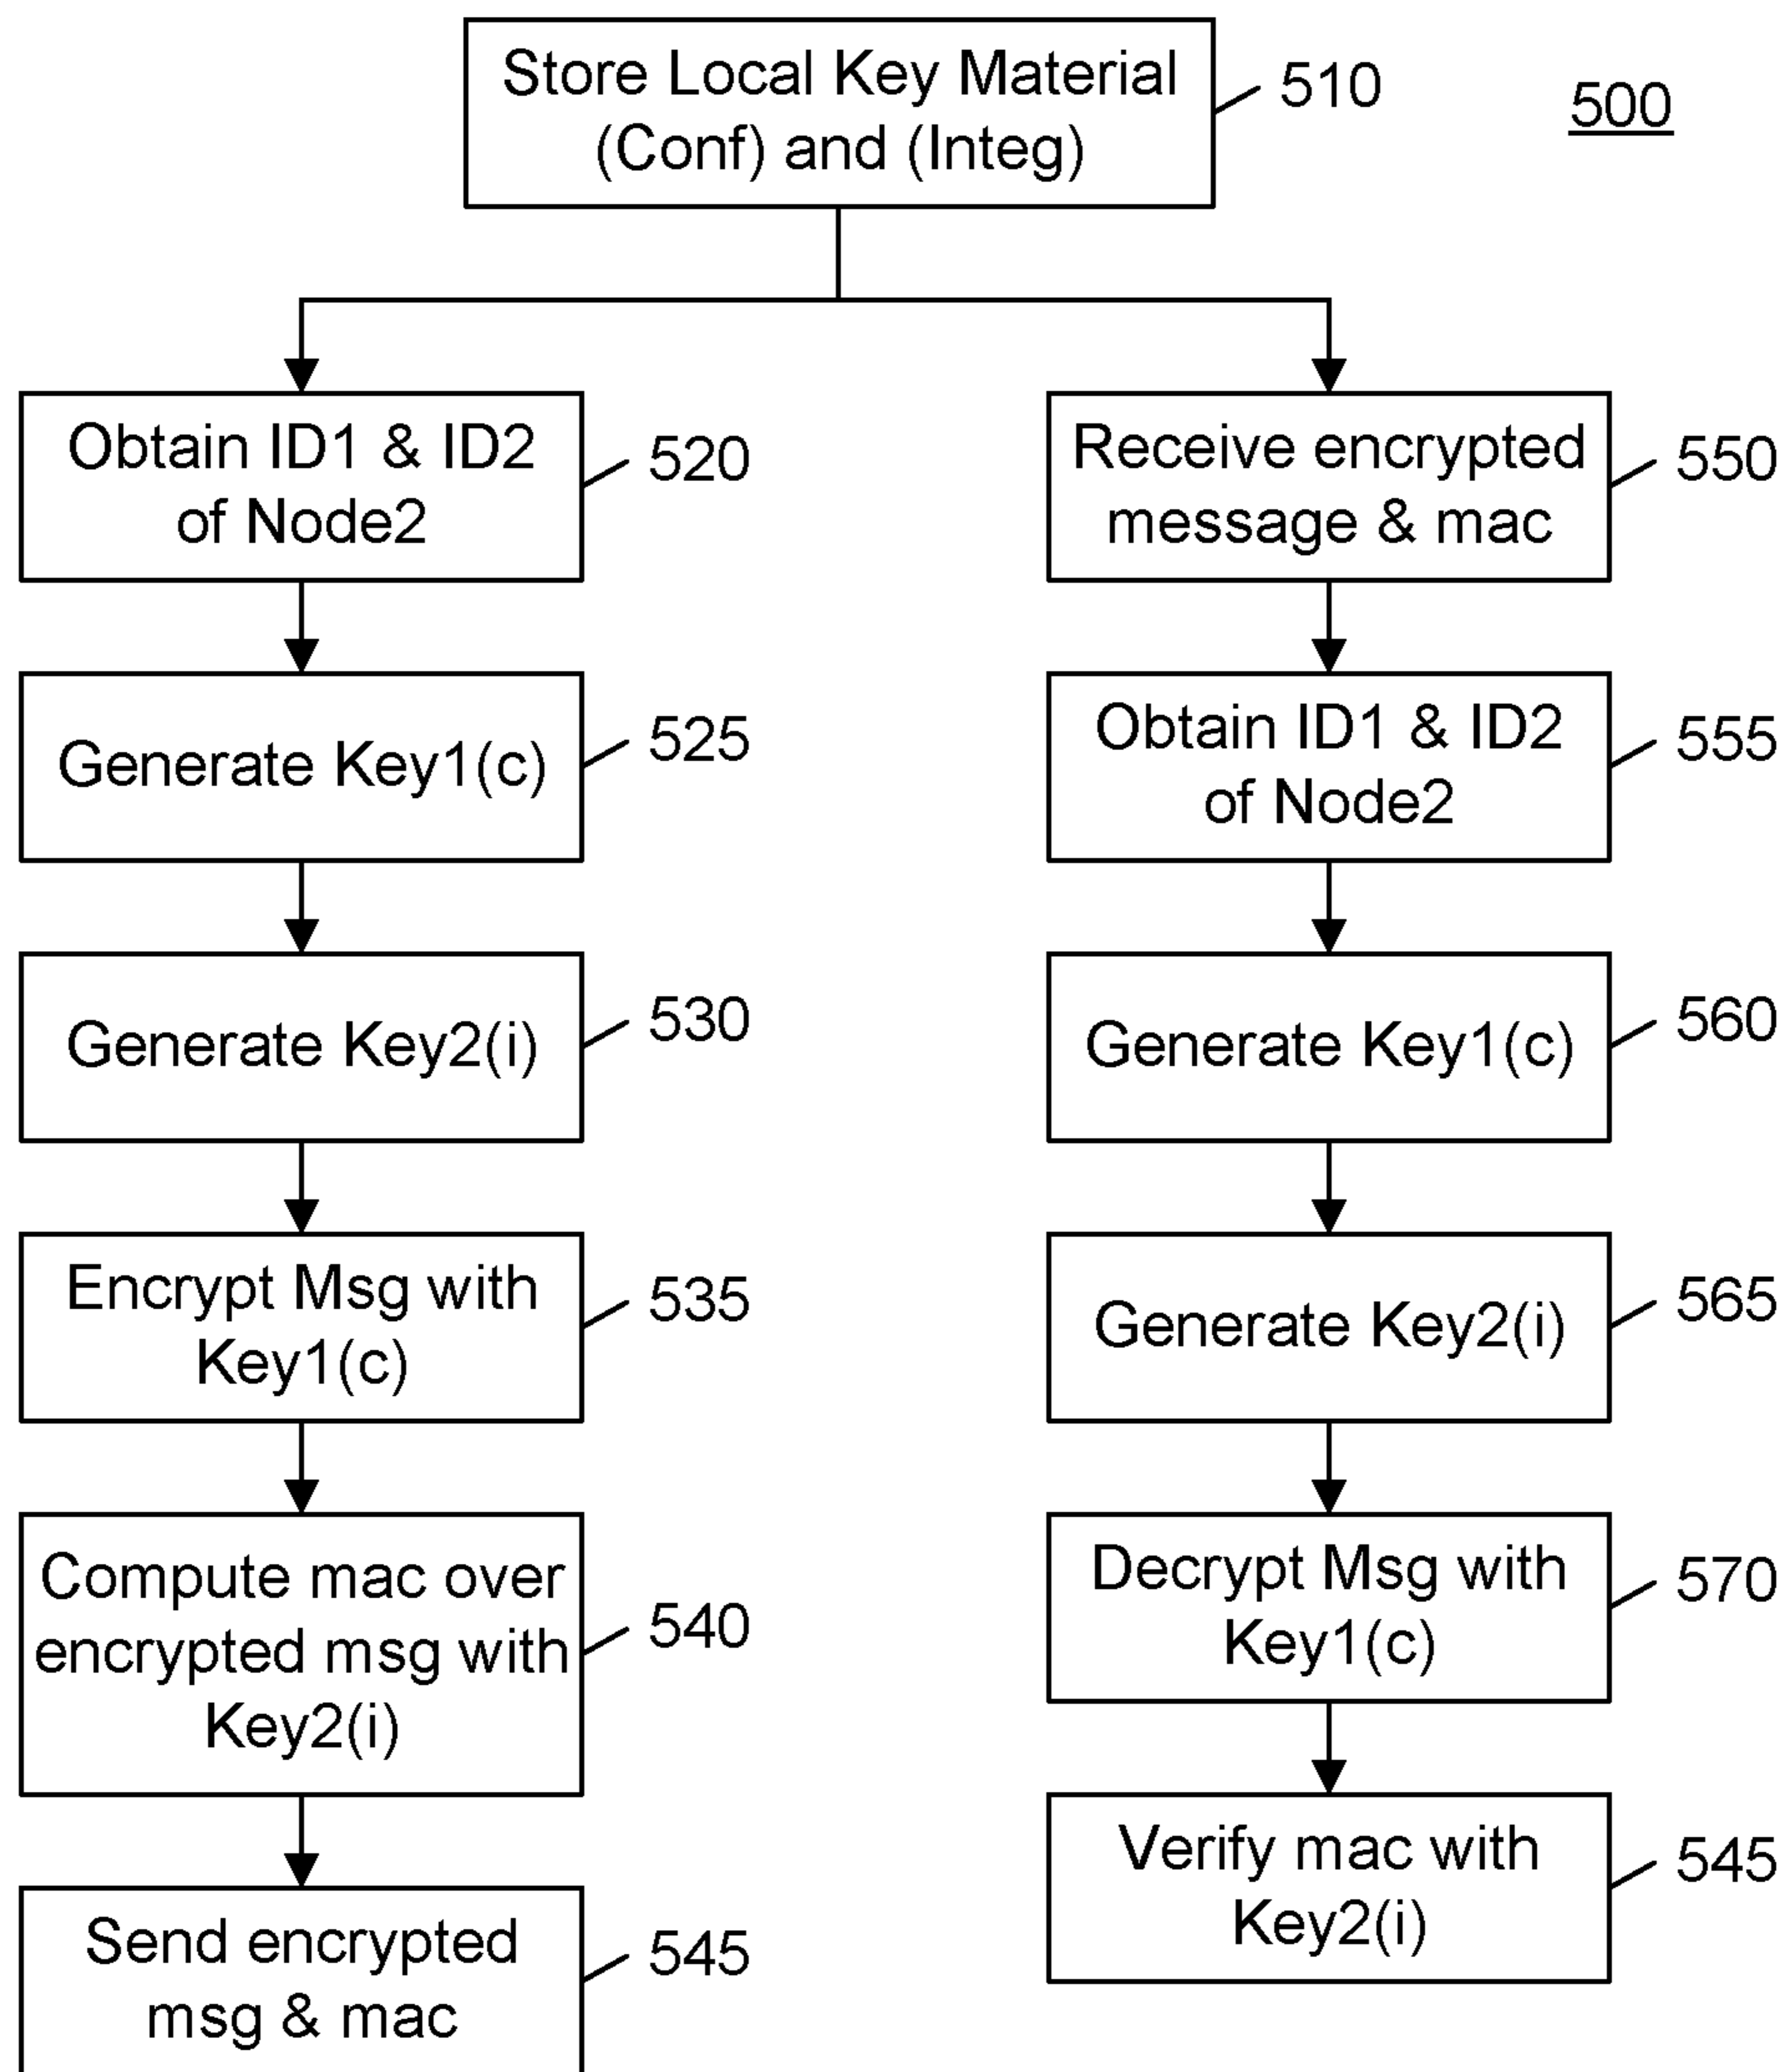 Store Local Key Material
(Conf) and (Integ)
510
500
Obtain ID1 & ID2
of Node2
520
Generate Key1(c)
525
Generate Key2(i)
530
Encrypt Msg with
Key1(c)
535
Compute mac over
encrypted msg with
Key2(i)
540
Send encrypted
msg & mac
545
Receive encrypted
message & mac
550
Obtain ID1 & ID2
of Node2
555
Generate Key1(c)
560
Generate Key2(i)
565
Decrypt Msg with
Key1(c)
570
Verify mac with
Key2(i)
545